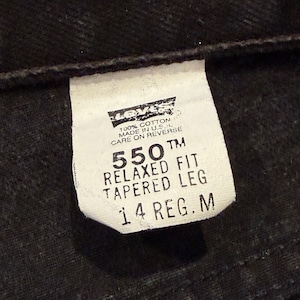 LEVI'S
100% COTTON
MADE IN U.S.A.
CARE ON REVERSE
550™
RELAXED FIT
TAPERED LEG
14 REG. M